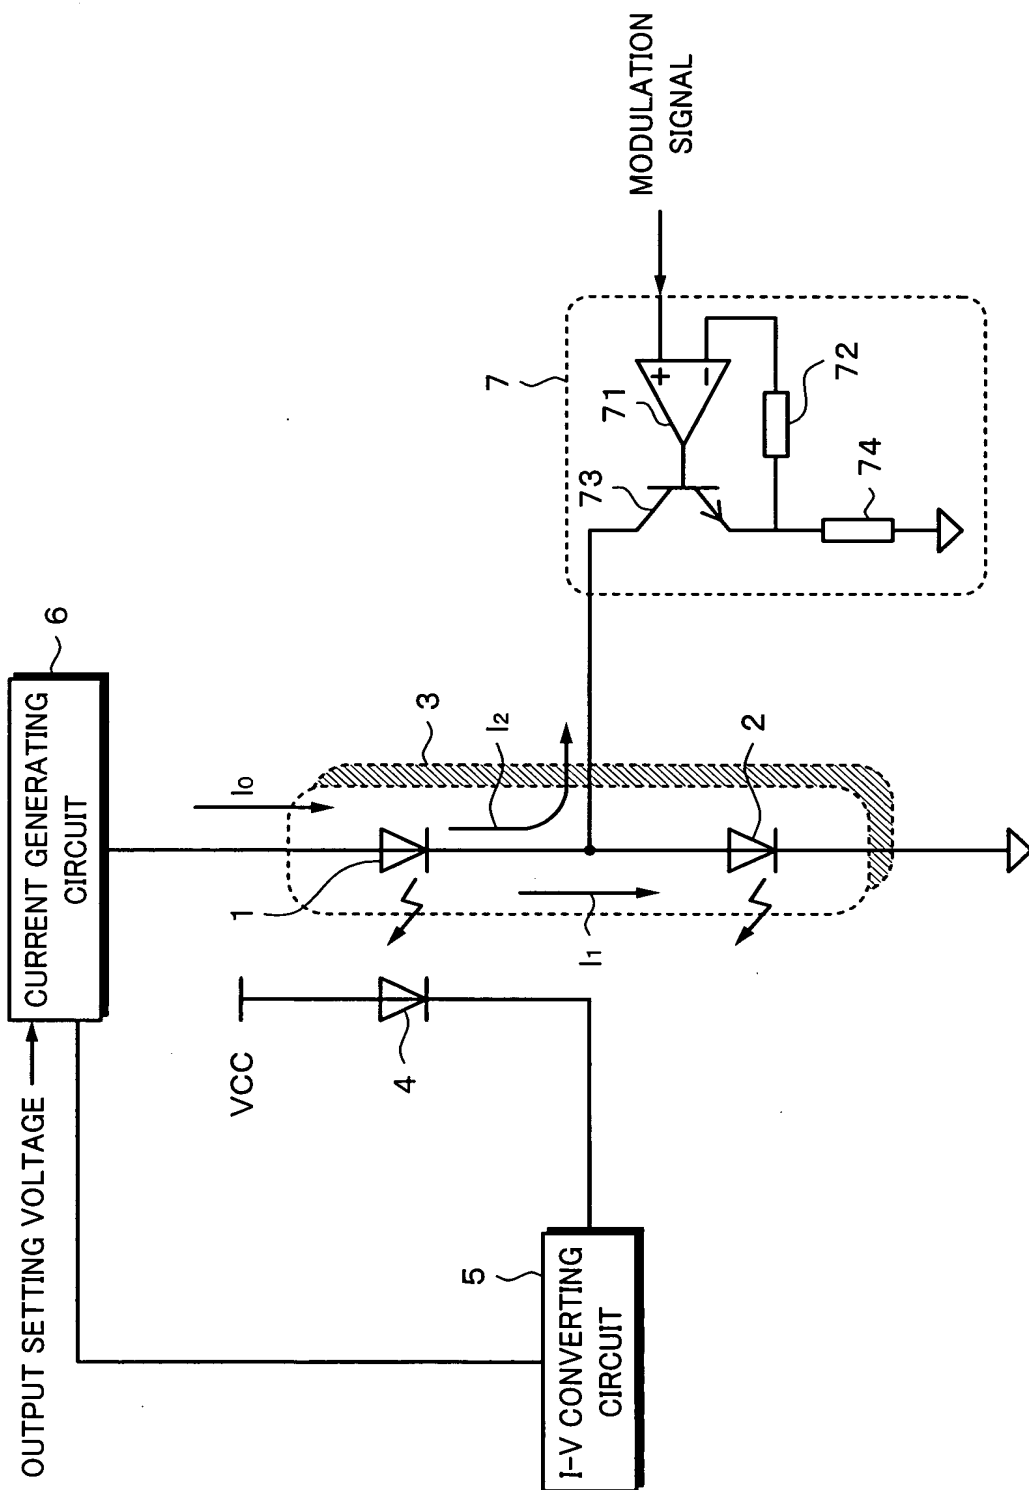 OUTPUT SETTING VOLTAGE
CURRENT GENERATING
CIRCUIT
6
I0
VCC
1
3
I2
4
I1
2
5
I-V CONVERTING
CIRCUIT
7
71
+
−
73
72
74
MODULATION
SIGNAL